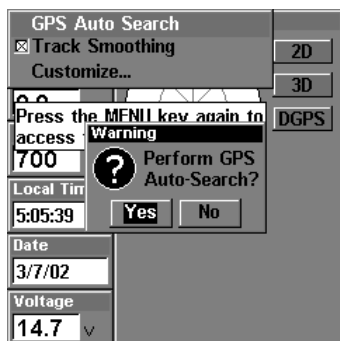 GPS Auto Search
Track Smoothing
Customize...
2D
3D
DGPS
Press the MENU key again to
access
Warning
Perform GPS
Auto-Search?
Yes
No
700
Local Tim
5:05:39
Date
3/7/02
Voltage
14.7 V